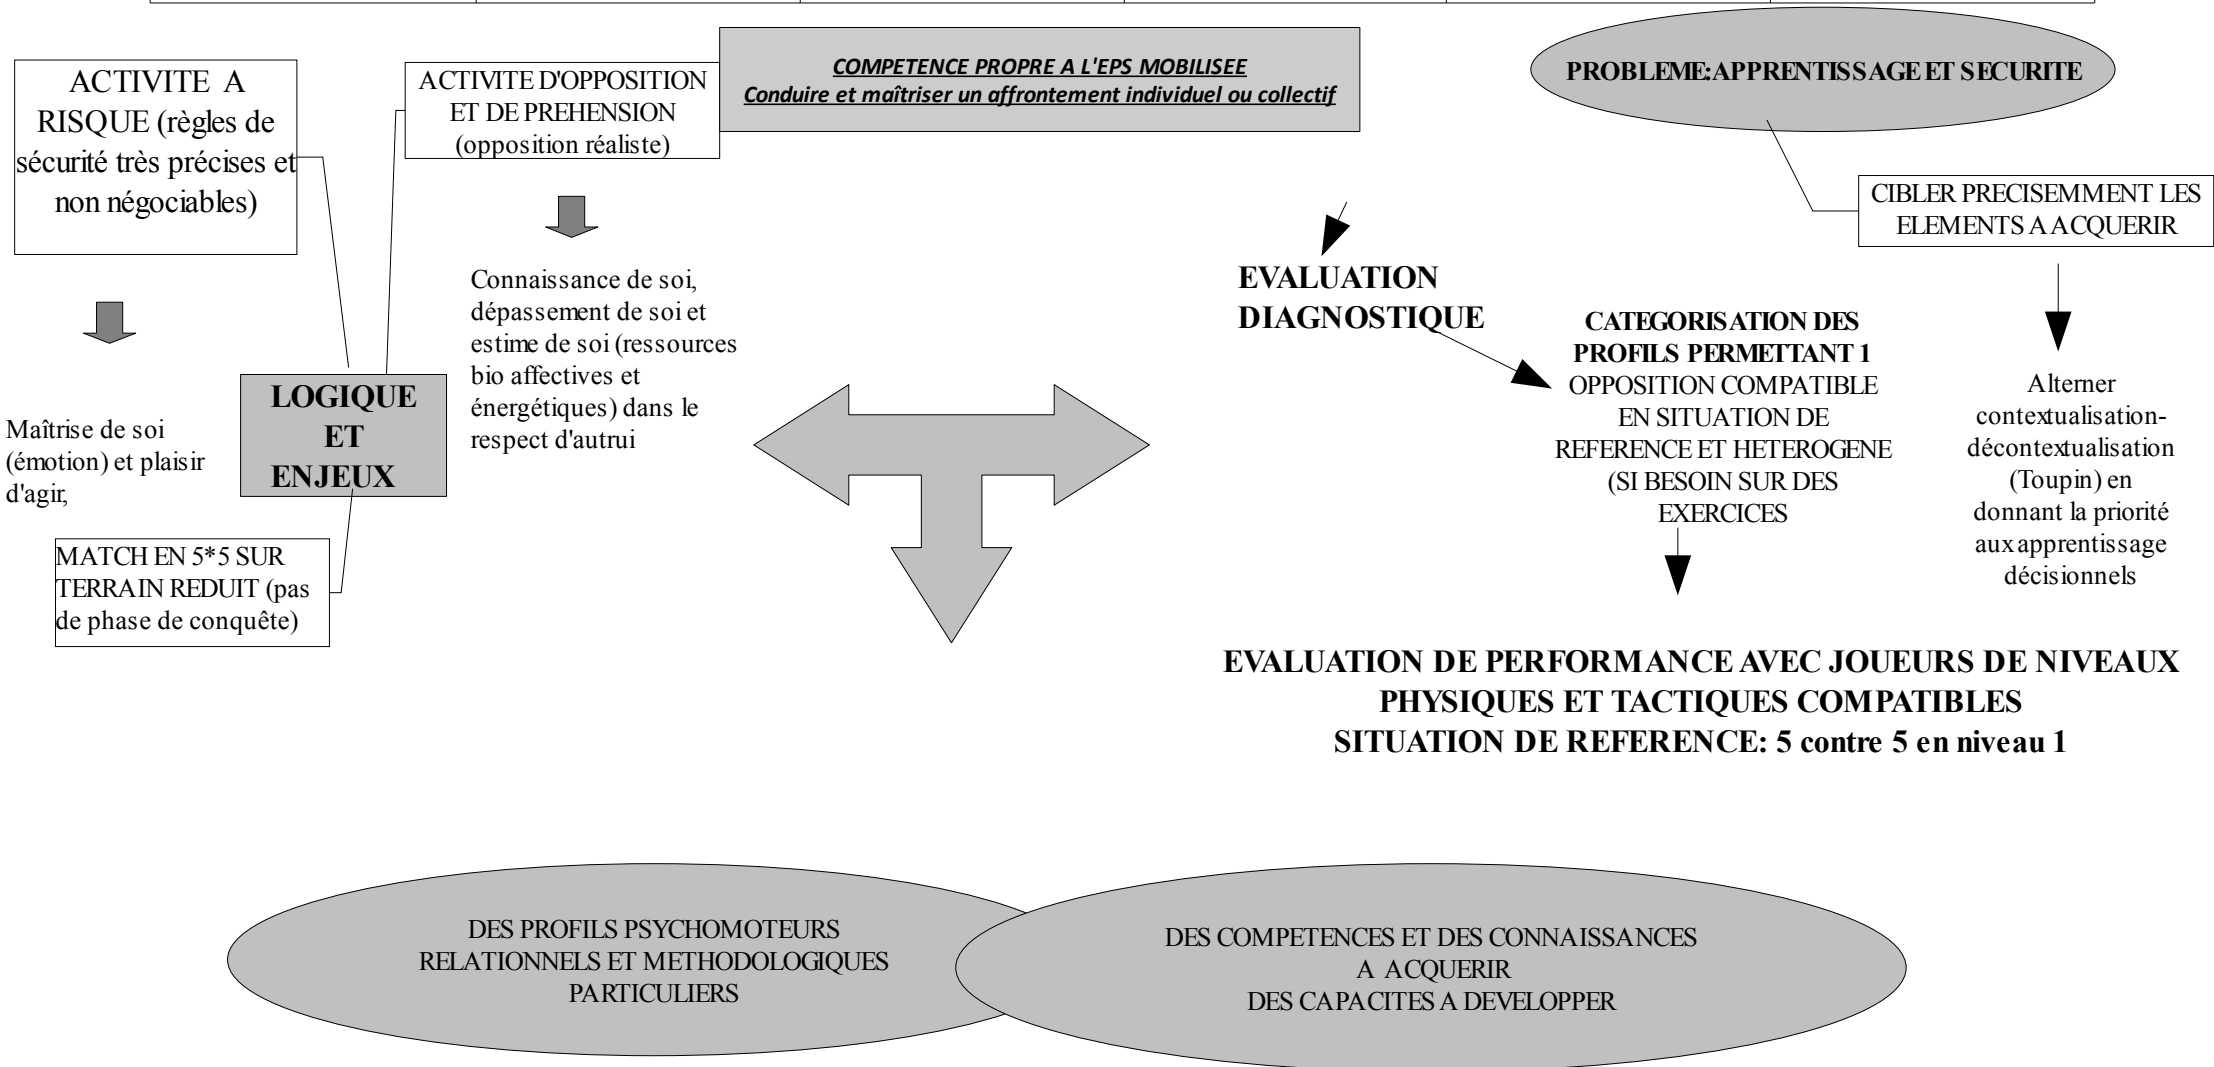 ACTIVITE A
RISQUE (règles de
sécurité très précises et
non négociables)
ACTIVITE D'OPPOSITION
ET DE PREHENSION
(opposition réaliste)
COMPETENCE PROPRE A L'EPS MOBILISEE
Conduire et maîtriser un affrontement individuel ou collectif
PROBLEME:APPRENTISSAGE ET SECURITE
CIBLER PRECISEMMENT LES
ELEMENTS A ACQUERIR
Connaissance de soi,
dépassement de soi et
estime de soi (ressources
bio affectives et
énergétiques) dans le
respect d'autrui
EVALUATION
DIAGNOSTIQUE
CATEGORISATION DES
PROFILS PERMETTANT 1
OPPOSITION COMPATIBLE
EN SITUATION DE
REFERENCE ET HETEROGENE
(SI BESOIN SUR DES
EXERCICES
Alterner
contextualisation-
décontextualisation
(Toupin) en
donnant la priorité
aux apprentissage
décisionnels
Maîtrise de soi
(émotion) et plaisir
d'agir,
LOGIQUE
ET
ENJEUX
MATCH EN 5*5 SUR
TERRAIN REDUIT (pas
de phase de conquête)
EVALUATION DE PERFORMANCE AVEC JOUEURS DE NIVEAUX
PHYSIQUES ET TACTIQUES COMPATIBLES
SITUATION DE REFERENCE: 5 contre 5 en niveau 1
DES PROFILS PSYCHOMOTEURS
RELATIONNELS ET METHODOLOGIQUES
PARTICULIERS
DES COMPETENCES ET DES CONNAISSANCES
A ACQUERIR
DES CAPACITES A DEVELOPPER